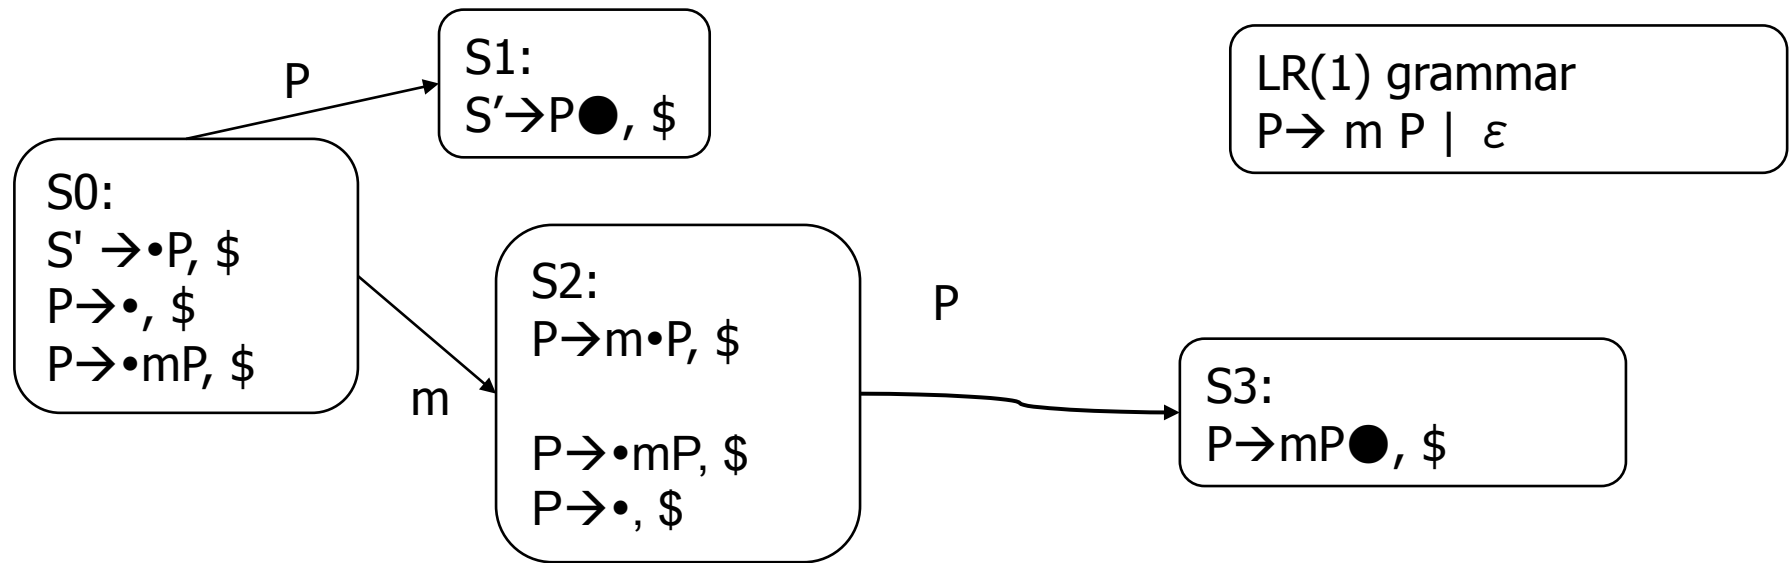 P
S1:
S′→P●, $
LR(1) grammar
P→ m P | ε
S0:
S' →•P, $
P→•, $
P→•mP, $
m
S2:
P→m•P, $
P→•mP, $
P→•, $
P
S3:
P→mP●, $